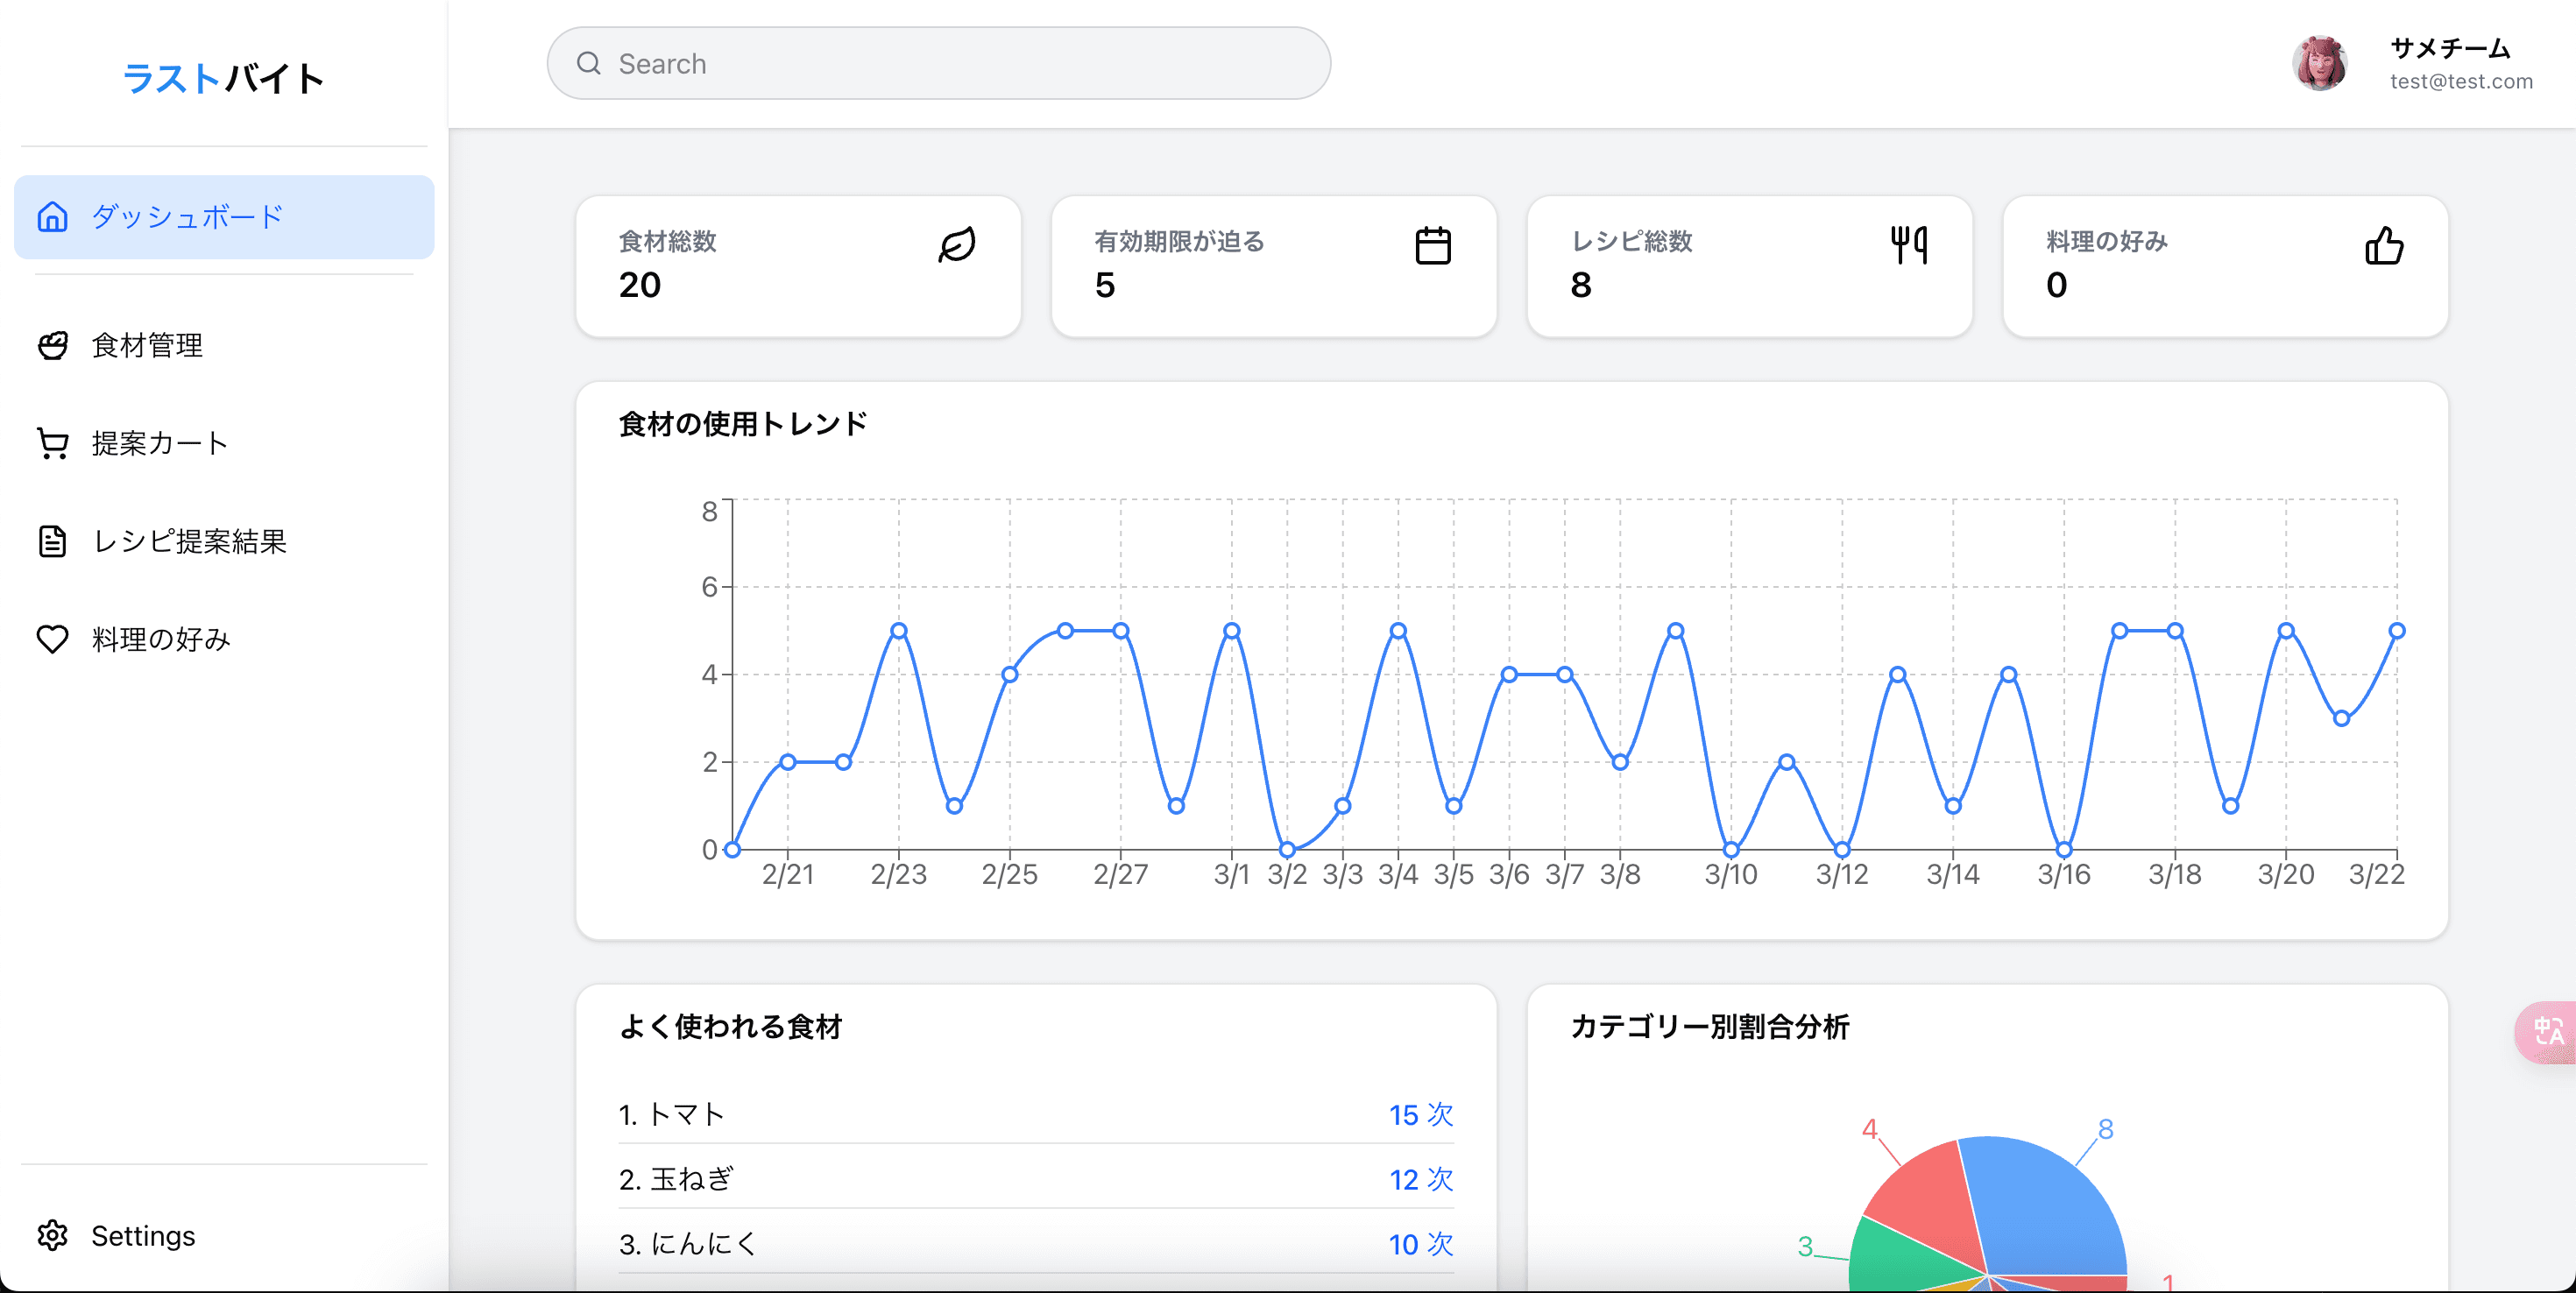 ラストバイト
Search
サメチーム
test@test.com
ダッシュボード
食材管理
提案カート
レシピ提案結果
料理の好み
Settings
食材総数
20
有効期限が迫る
5
レシピ総数
8
料理の好み
0
食材の使用トレンド
8
6
4
2
0
2/21 2/23 2/25 2/27 3/1 3/2 3/3 3/4 3/5 3/6 3/7 3/8 3/10 3/12 3/14 3/16 3/18 3/20 3/22
よく使われる食材
1. トマト 15 次
2. 玉ねぎ 12 次
3. にんにく 10 次
カテゴリー別割合分析
4
8
3
1
中A